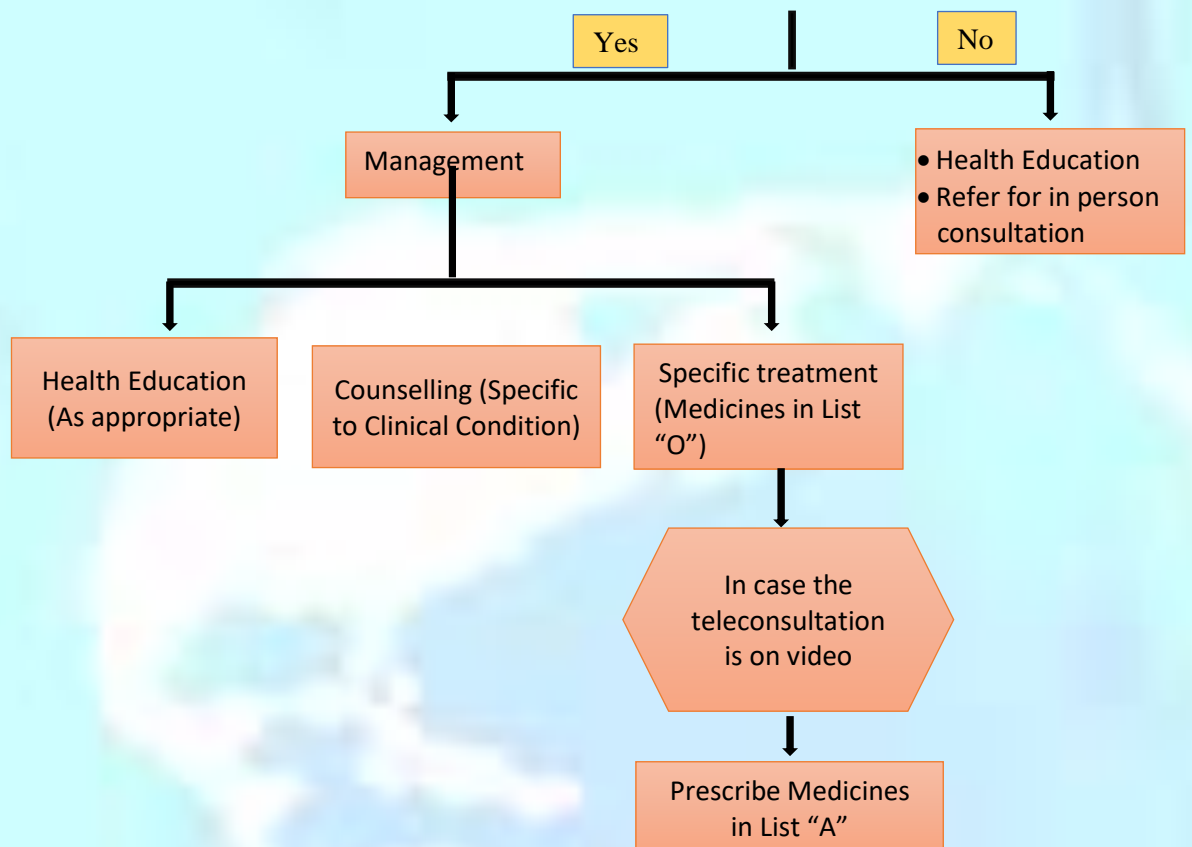 Yes
No
Management
• Health Education
• Refer for in person
consultation
Health Education
(As appropriate)
Counselling (Specific
to Clinical Condition)
Specific treatment
(Medicines in List
“O”)
In case the
teleconsultation
is on video
Prescribe Medicines
in List “A”